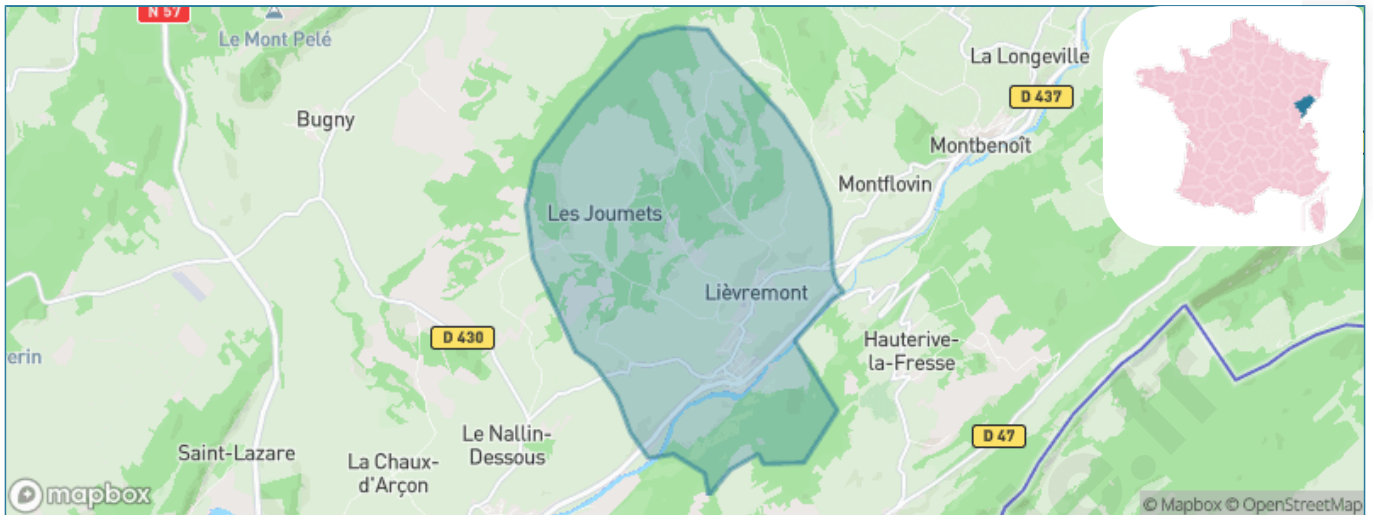 N 57
Le Mont Pelé
La Longeville
D 437
Bugny
Montbenoît
Montflovin
Les Joumets
Lièvremont
D 430
Hauterive-
la-Fresse
erin
Le Nallin-
Dessous
D 47
Saint-Lazare
La Chaux-
d'Arçon
mapbox
© Mapbox © OpenStreetMap